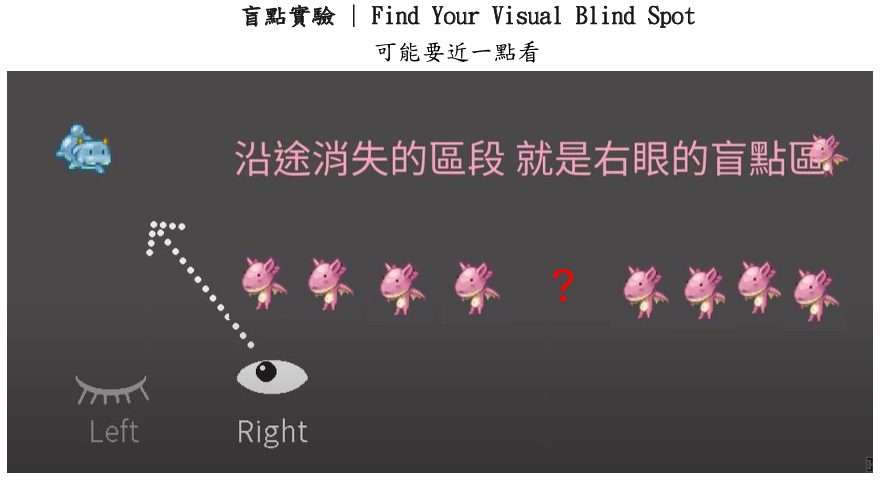 盲點實驗 | Find Your Visual Blind Spot
可能要近一點看
沿途消失的區段 就是右眼的盲點區
?
Left
Right